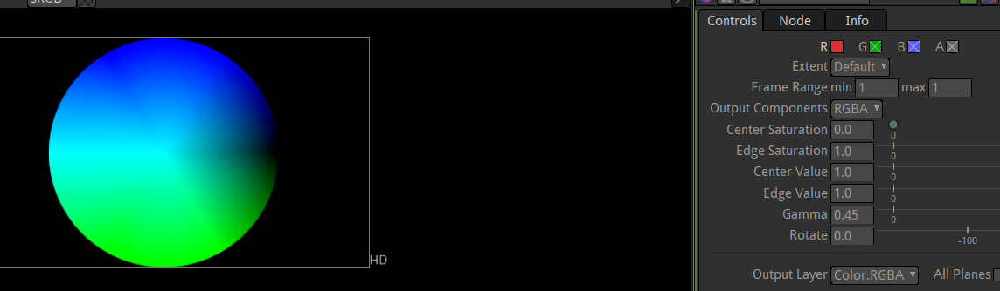 sRGB
Controls Node Info
R G B A
Extent Default
Frame Range min 1 max 1
Output Components RGBA
Center Saturation 0.0
0
Edge Saturation 1.0
0
Center Value 1.0
0
Edge Value 1.0
0
Gamma 0.45
0
Rotate 0.0
-100
HD
Output Layer Color.RGBA All Planes